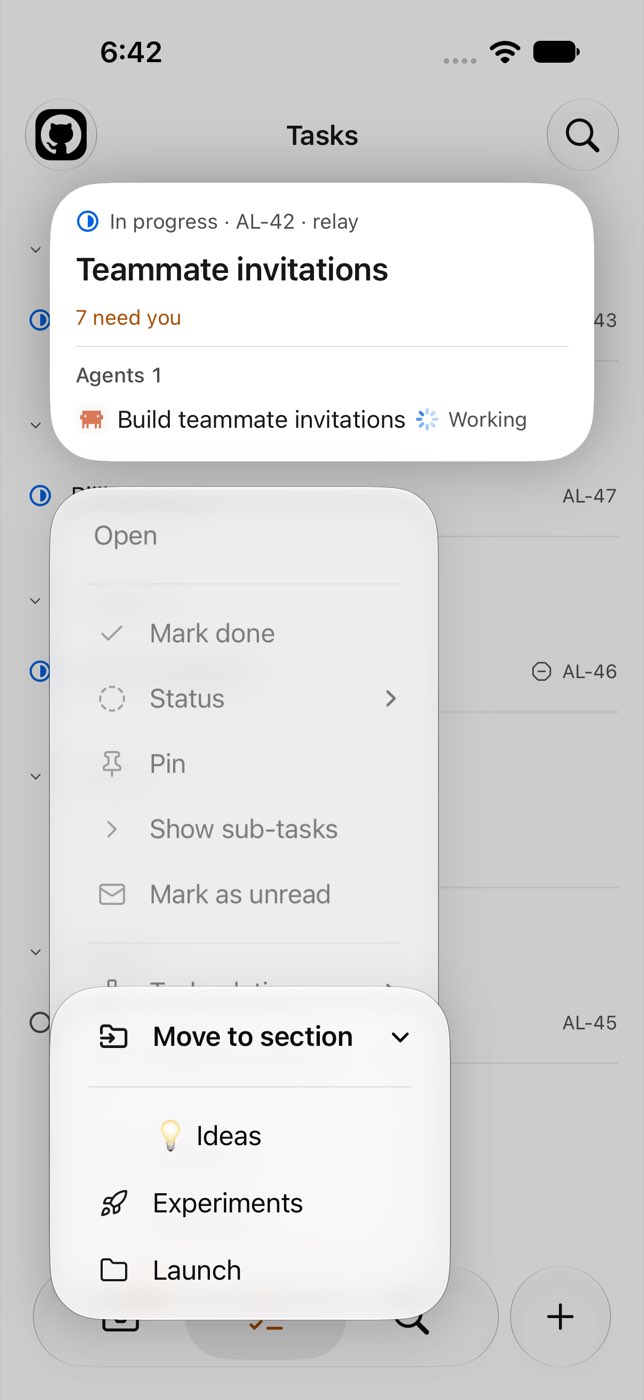 6:42
Tasks
In progress · AL-42 · relay
Teammate invitations
7 need you
43
Agents 1
Build teammate invitations Working
AL-47
Open
Mark done
Status
AL-46
Pin
Show sub-tasks
Mark as unread
AL-45
Move to section
💡 Ideas
Experiments
Launch